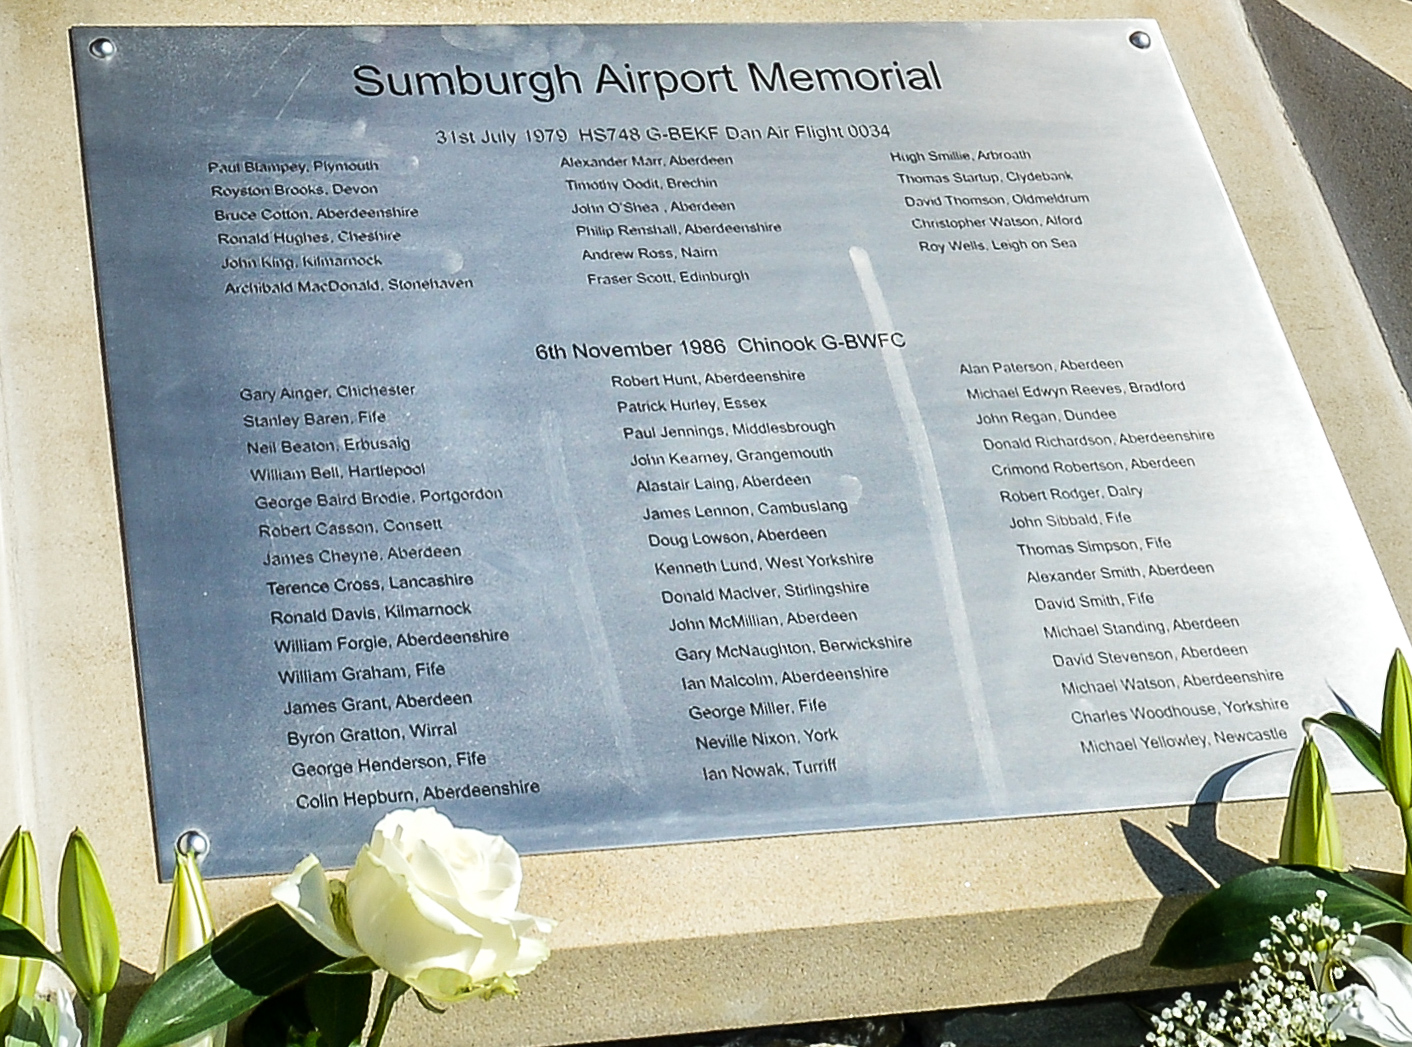 Sumburgh Airport Memorial
31st July 1979 HS748 G-BEKF Dan Air Flight 0034
Paul Blampey, Plymouth
Royston Brooks, Devon
Bruce Cotton, Aberdeenshire
Ronald Hughes, Cheshire
John King, Kilmarnock
Archibald MacDonald, Stonehaven
Alexander Marr, Aberdeen
Timothy Oodit, Brechin
John O'Shea , Aberdeen
Philip Renshall, Aberdeenshire
Andrew Ross, Nairn
Fraser Scott, Edinburgh
Hugh Smillie, Arbroath
Thomas Startup, Clydebank
David Thomson, Oldmeldrum
Christopher Watson, Alford
Roy Wells, Leigh on Sea
6th November 1986 Chinook G-BWFC
Gary Ainger, Chichester
Stanley Baren, Fife
Neil Beaton, Erbusaig
William Bell, Hartlepool
George Baird Brodie, Portgordon
Robert Casson, Consett
James Cheyne, Aberdeen
Terence Cross, Lancashire
Ronald Davis, Kilmarnock
William Forgie, Aberdeenshire
William Graham, Fife
James Grant, Aberdeen
Byron Gratton, Wirral
George Henderson, Fife
Colin Hepburn, Aberdeenshire
Robert Hunt, Aberdeenshire
Patrick Hurley, Essex
Paul Jennings, Middlesbrough
John Kearney, Grangemouth
Alastair Laing, Aberdeen
James Lennon, Cambuslang
Doug Lowson, Aberdeen
Kenneth Lund, West Yorkshire
Donald MacIver, Stirlingshire
John McMillian, Aberdeen
Gary McNaughton, Berwickshire
Ian Malcolm, Aberdeenshire
George Miller, Fife
Neville Nixon, York
Ian Nowak, Turriff
Alan Paterson, Aberdeen
Michael Edwyn Reeves, Bradford
John Regan, Dundee
Donald Richardson, Aberdeenshire
Crimond Robertson, Aberdeen
Robert Rodger, Dalry
John Sibbald, Fife
Thomas Simpson, Fife
Alexander Smith, Aberdeen
David Smith, Fife
Michael Standing, Aberdeen
David Stevenson, Aberdeen
Michael Watson, Aberdeenshire
Charles Woodhouse, Yorkshire
Michael Yellowley, Newcastle